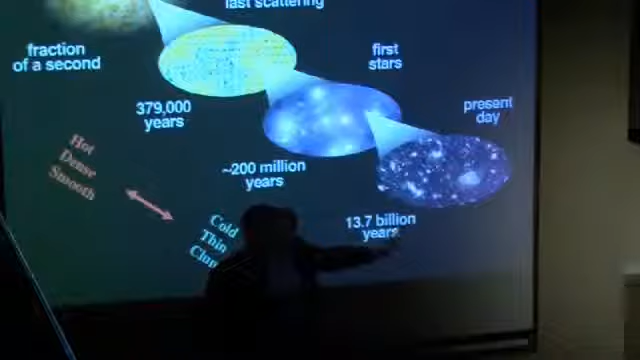 last scattering
fraction
of a second
first
stars
379,000
years
present
day
Hot
Dense
Smooth
~200 million
years
Cold
Thin
13.7 billion
years